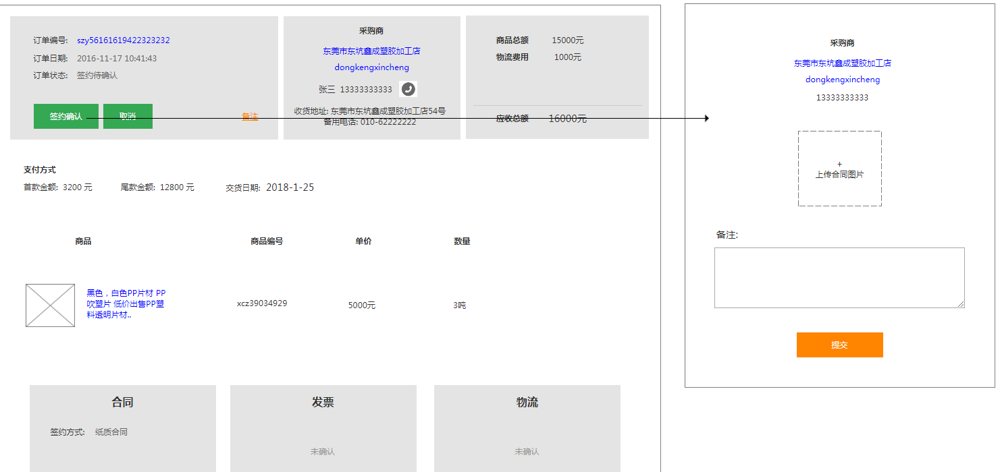 订单编号: szy56161619422323232
订单日期: 2016-11-17 10:41:43
订单状态: 签约待确认
签约确认
取消
备注
采购商
东莞市东坑鑫成塑胶加工店
dongkengxincheng
张三 13333333333
收货地址: 东莞市东坑鑫成塑胶加工店54号
备用电话: 010-62222222
商品总额 15000元
物流费用 1000元
应收总额 16000元
支付方式
首款金额: 3200 元 尾款金额: 12800 元 交货日期: 2018-1-25
商品 商品编号 单价 数量
黑色，白色PP片材 PP
吹塑片 低价出售PP塑
料透明片材..
xcz39034929 5000元 3吨
合同
签约方式: 纸质合同
发票
未确认
物流
未确认
采购商
东莞市东坑鑫成塑胶加工店
dongkengxincheng
13333333333
+
上传合同图片
备注:
提交